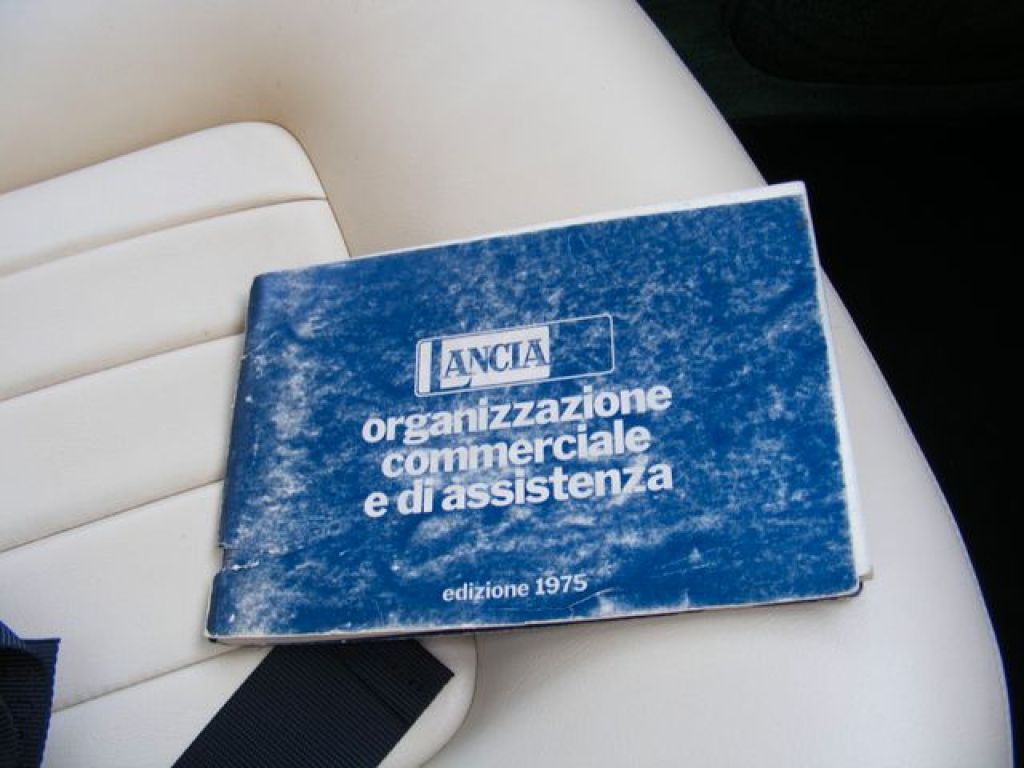 LANCIA
organizzazione
commerciale
e di assistenza
edizione 1975